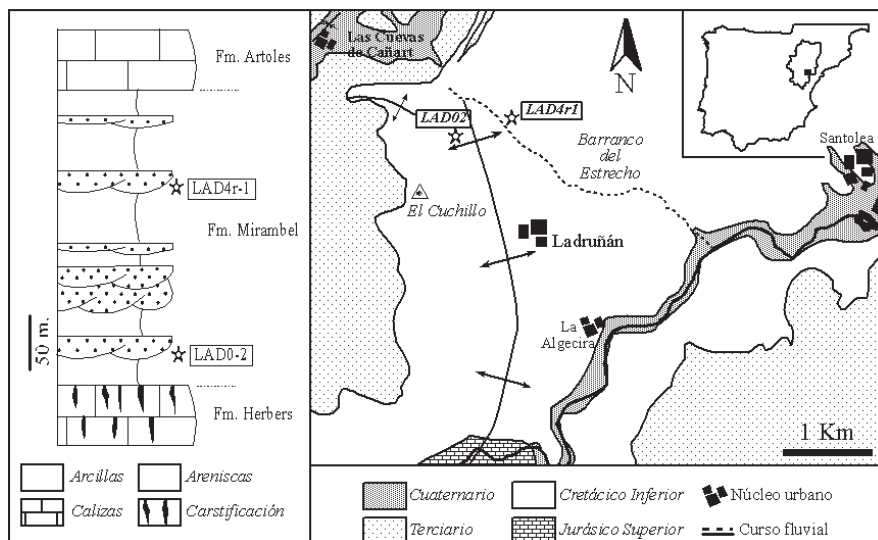 Fm. Artoles
LAD4r-1
Fm. Mirambel
LAD0-2
50 m.
Fm. Herbers
Arcillas
Areniscas
Calizas
Carstificación
Las Cuevas
de Cañart
N
LAD02
LAD4r1
Barranco
del
Estrecho
Santolea
El Cuchillo
Ladruñán
La
Algecira
1 Km
Cuaternario
Cretácico Inferior
Núcleo urbano
Terciario
Jurásico Superior
Curso fluvial